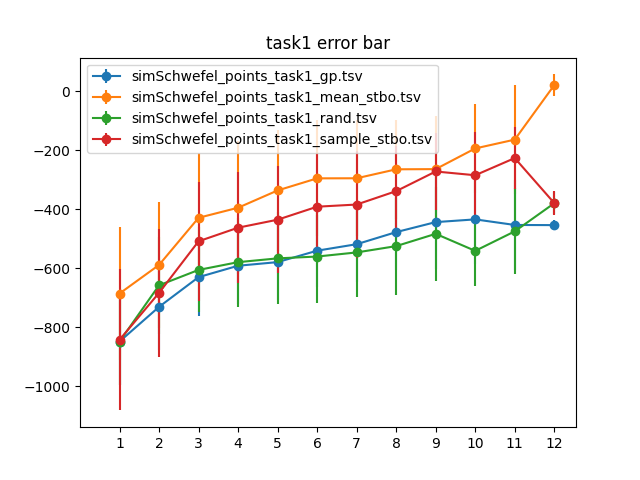 task1 error bar
simSchwefel_points_task1_gp.tsv
simSchwefel_points_task1_mean_stbo.tsv
simSchwefel_points_task1_rand.tsv
simSchwefel_points_task1_sample_stbo.tsv
0
−200
−400
−600
−800
−1000
1 2 3 4 5 6 7 8 9 10 11 12